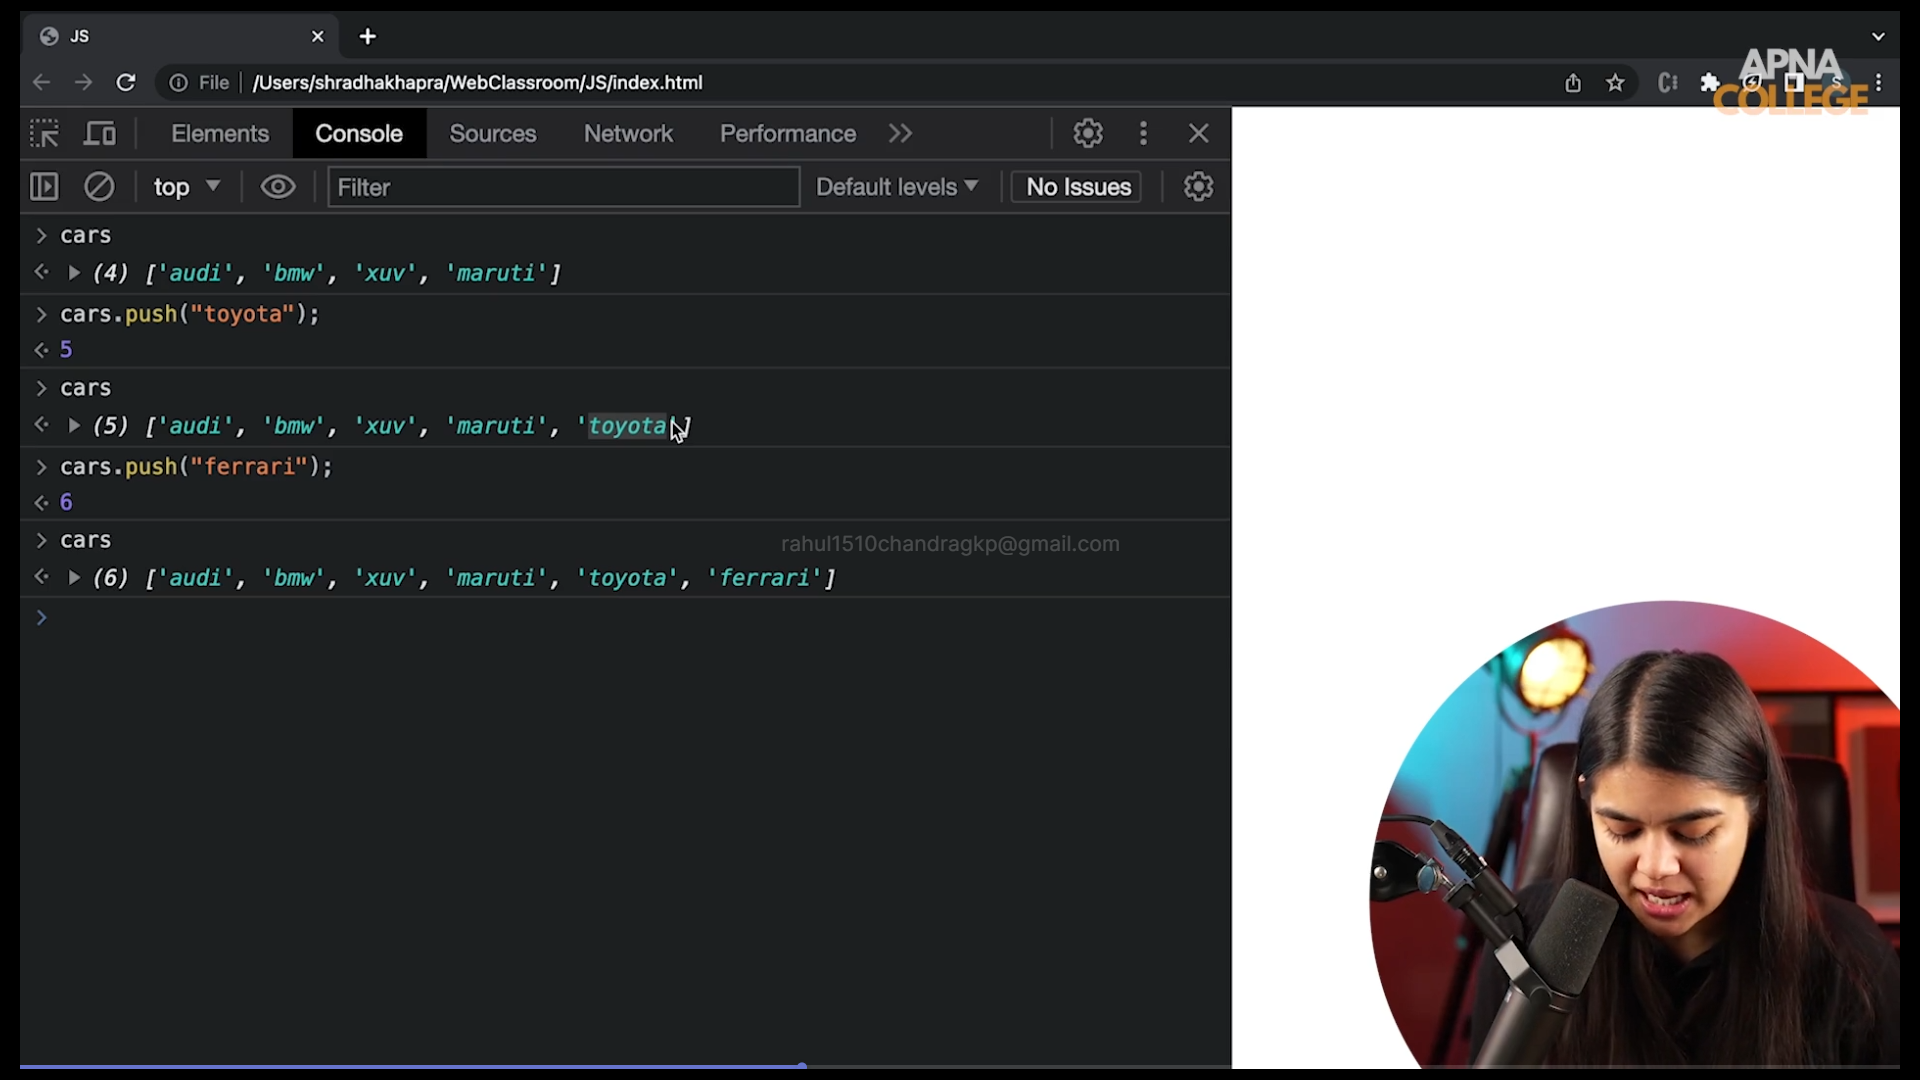 JS
APNA
COLLEGE
File /Users/shradhakhapra/WebClassroom/JS/index.html
Elements Console Sources Network Performance
top Filter Default levels No Issues
> cars
(4) ['audi', 'bmw', 'xuv', 'maruti']
> cars.push("toyota");
5
> cars
(5) ['audi', 'bmw', 'xuv', 'maruti', 'toyota']
> cars.push("ferrari");
6
> cars
rahul1510chandragkp@gmail.com
(6) ['audi', 'bmw', 'xuv', 'maruti', 'toyota', 'ferrari']
>